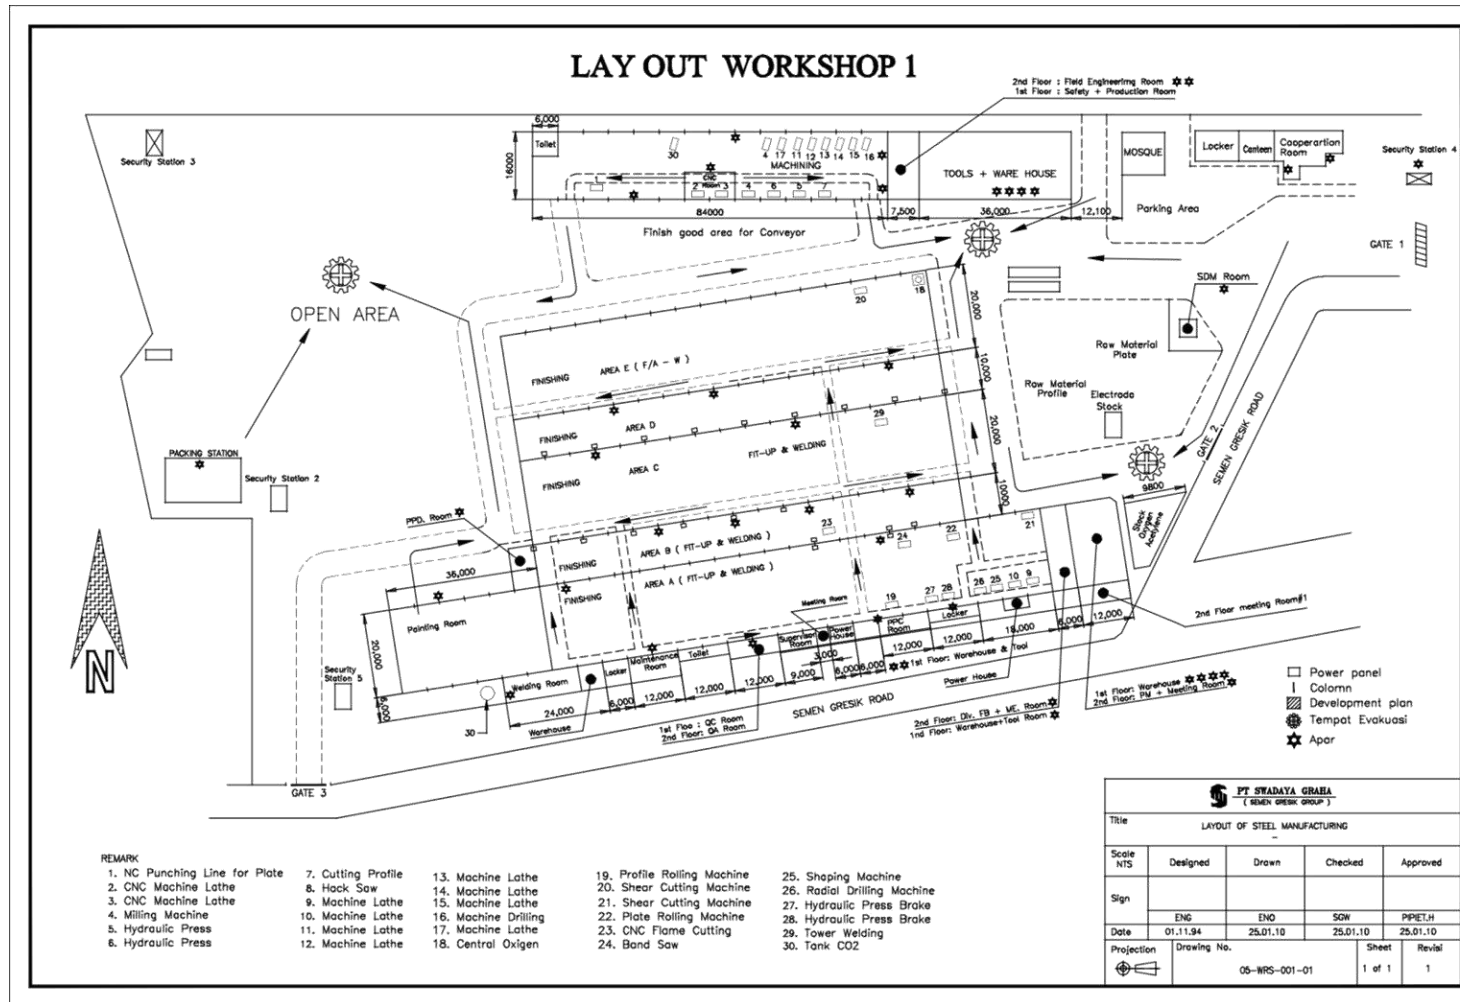 LAY OUT WORKSHOP 1
2nd Floor : Field Engineerimg Room
1st Floor : Safety + Production Room
Security Station 3
6,000
Toilet
16000
30
4 17 11 12 13 14 15 16
MACHINING
1
CNC
Room
2 3 4 6 5 7
TOOLS + WARE HOUSE
MOSQUE
Locker
Canteen
Cooperartion
Room
Security Station 4
84000
7,500
36,000
12,100
Parking Area
Finish good area for Conveyor
GATE 1
SDM Room
OPEN AREA
20
18
20,000
Raw Material
Plate
Raw Material
Profile
Electroda
Stock
10,000
FINISHING
AREA E ( F/A - W )
29
20,000
FINISHING
AREA D
FIT-UP & WELDING
FINISHING
AREA C
GATE 2
SEMEN GRESIK ROAD
PACKING STATION
Security Station 2
PPD. Room
10000
9800
Stock
Oxygen
Acetylene
21
23
24
22
FINISHING
AREA B ( FIT-UP & WELDING )
36,000
FINISHING
AREA A ( FIT-UP & WELDING )
Painting Room
20,000
Meeting Room
19
27 28
26 25 10 9
2nd Floor meeting Room#1
Security
Station 5
6,000
Welding Room
Locker
Maintenance
Room
Toilet
Supervisor
Room
Power
House
PPC
Room
Locker
30
24,000
6,000
12,000
12,000
12,000
9,000
3,000
6,000
6,000
12,000
12,000
18,000
6,000
12,000
Warehouse
1st Floo : QC Room
2nd Floor: QA Room
1st Floor: Warehouse & Tool
Power House
SEMEN GRESIK ROAD
2nd Floor: Div. FB + ME. Room
1nd Floor: Warehouse+Tool Room
1st Floor: Warehouse
2nd Floor: PM + Meeting Room
Power panel
Colomn
Development plan
Tempat Evakuasi
Apar
N
GATE 3
REMARK
1. NC Punching Line for Plate
2. CNC Machine Lathe
3. CNC Machine Lathe
4. Milling Machine
5. Hydraulic Press
6. Hydraulic Press
7. Cutting Profile
8. Hack Saw
9. Machine Lathe
10. Machine Lathe
11. Machine Lathe
12. Machine Lathe
13. Machine Lathe
14. Machine Lathe
15. Machine Lathe
16. Machine Drilling
17. Machine Lathe
18. Central Oxigen
19. Profile Rolling Machine
20. Shear Cutting Machine
21. Shear Cutting Machine
22. Plate Rolling Machine
23. CNC Flame Cutting
24. Band Saw
25. Shaping Machine
26. Radial Drilling Machine
27. Hydraulic Press Brake
28. Hydraulic Press Brake
29. Tower Welding
30. Tank CO2
PT SWADAYA GRAHA
( SEMEN GRESIK GROUP )
Title
LAYOUT OF STEEL MANUFACTURING
-
Scale
NTS
Designed
Drawn
Checked
Approved
Sign
ENG
ENO
SGW
PIPIET.H
Date
01.11.94
25.01.10
25.01.10
25.01.10
Projection
Drawing No.
Sheet
Revisi
05-WRS-001-01
1 of 1
1